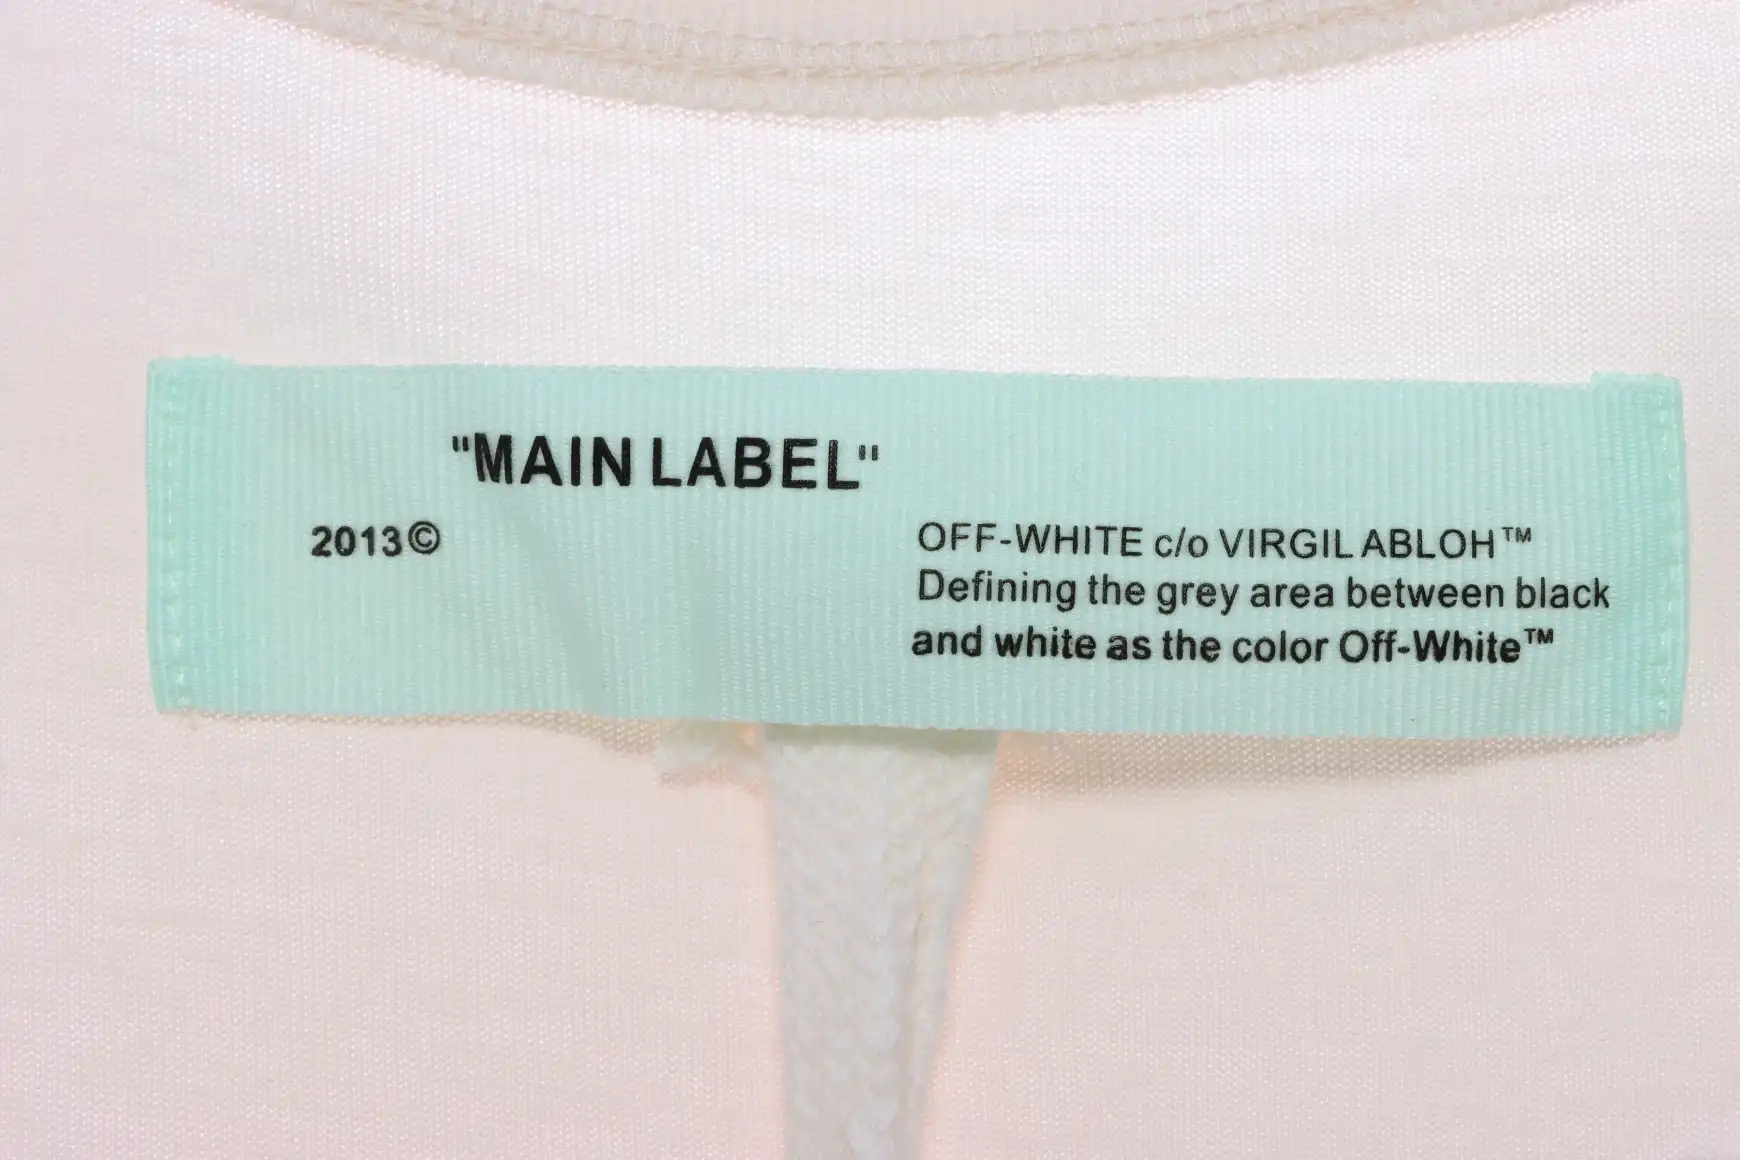 "MAIN LABEL"
2013©
OFF-WHITE c/o VIRGIL ABLOH™
Defining the grey area between black
and white as the color Off-White™